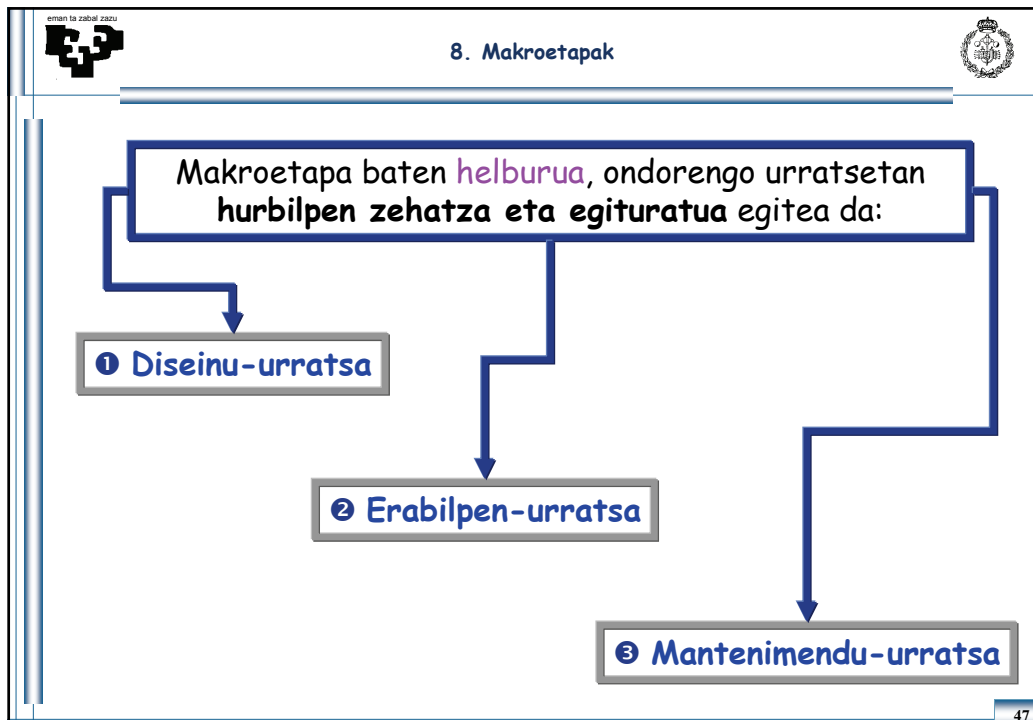 eman ta zabal zazu
8. Makroetapak
Makroetapa baten helburua, ondorengo urratsetan
hurbilpen zehatza eta egituratua egitea da:
❶ Diseinu-urratsa
❷ Erabilpen-urratsa
❸ Mantenimendu-urratsa
47